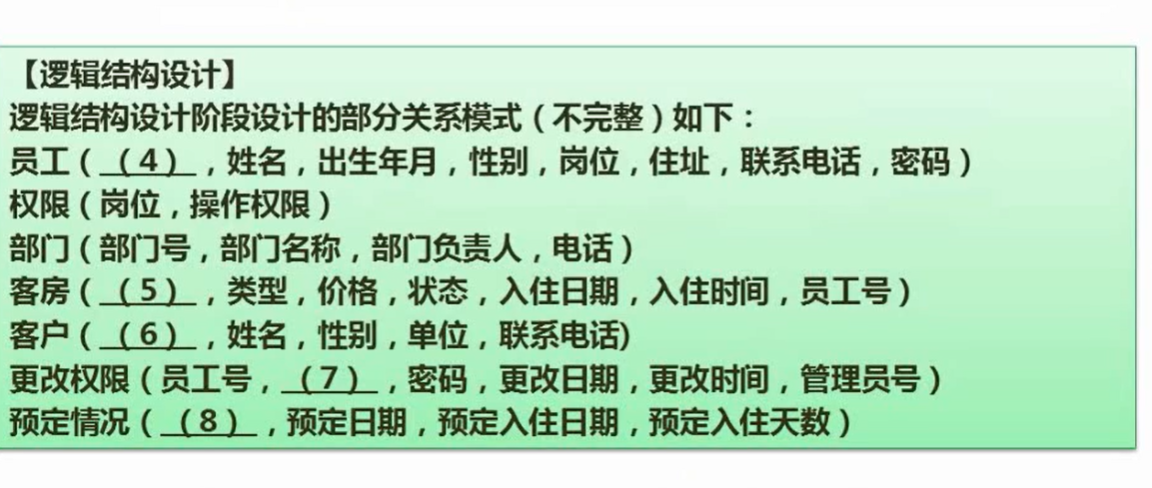 【逻辑结构设计】
逻辑结构设计阶段设计的部分关系模式（不完整）如下：
员工（（4），姓名，出生年月，性别，岗位，住址，联系电话，密码）
权限（岗位，操作权限）
部门（部门号，部门名称，部门负责人，电话）
客房（（5），类型，价格，状态，入住日期，入住时间，员工号）
客户（（6），姓名，性别，单位，联系电话)
更改权限（员工号，（7），密码，更改日期，更改时间，管理员号）
预定情况（（8），预定日期，预定入住日期，预定入住天数）